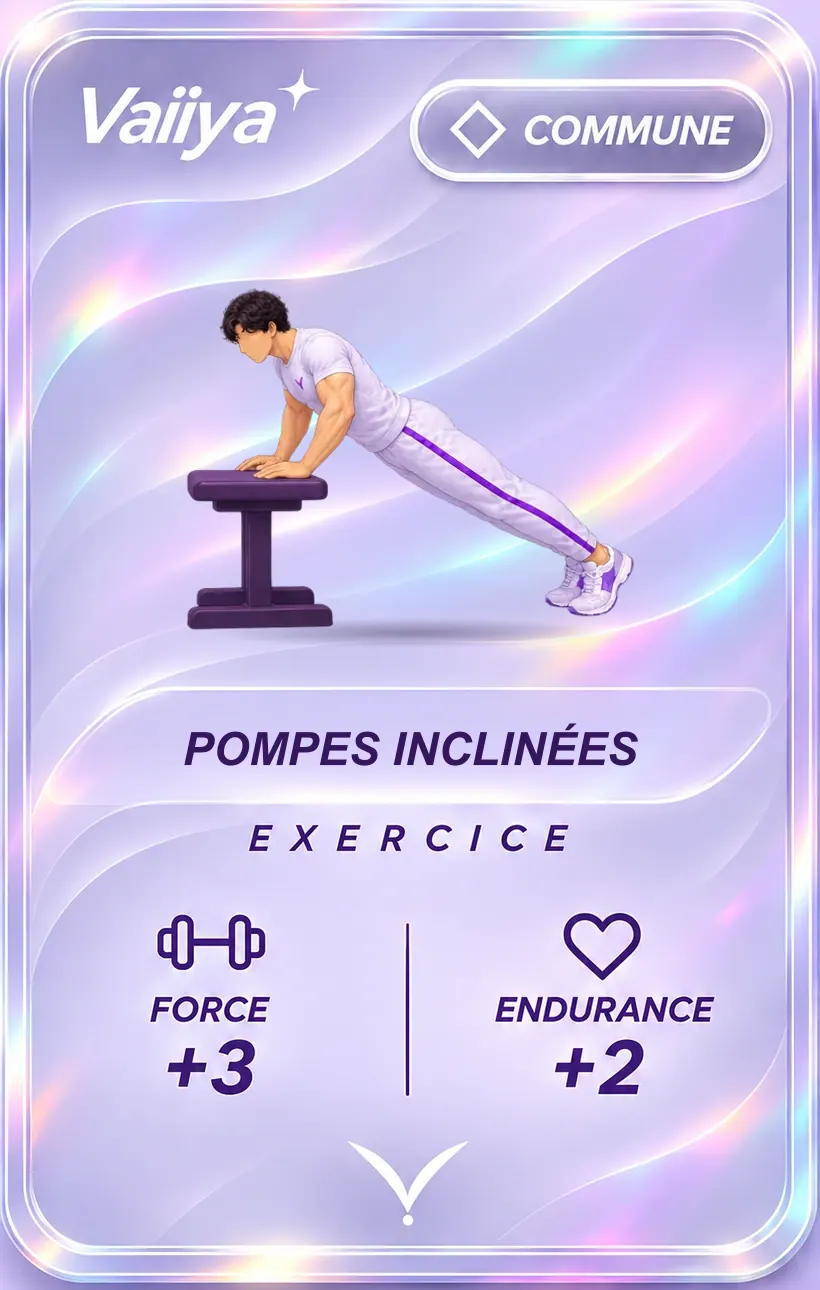 Vaiiya
COMMUNE
POMPES INCLINÉES
EXERCICE
FORCE
+3
ENDURANCE
+2